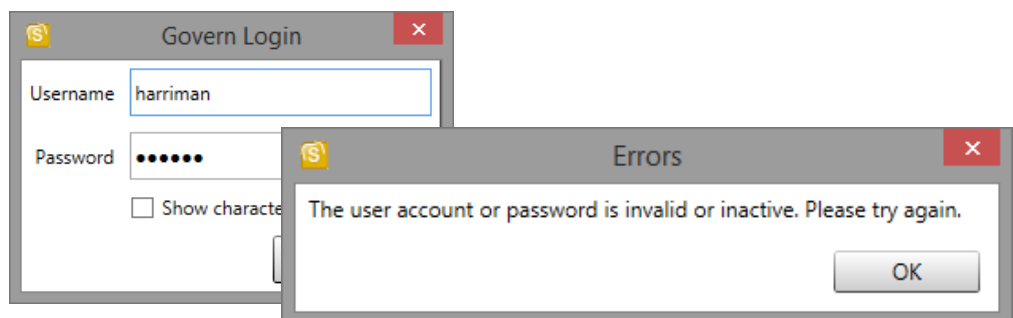 Govern Login
Username harriman
Password ••••••
Show characte
Errors
The user account or password is invalid or inactive. Please try again.
OK